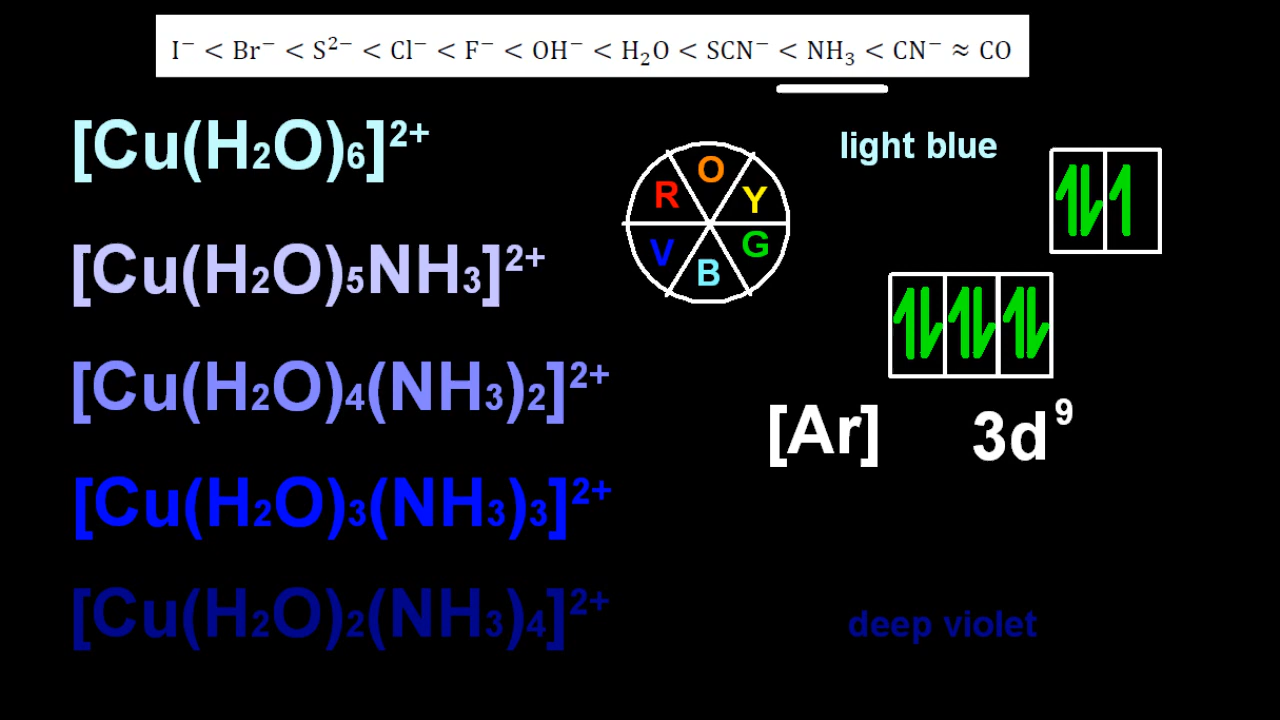 I⁻ < Br⁻ < S²⁻ < Cl⁻ < F⁻ < OH⁻ < H₂O < SCN⁻ < NH₃ < CN⁻ ≈ CO
[Cu(H₂O)₆]²⁺
light blue
O
R
Y
V
G
B
[Cu(H₂O)₅NH₃]²⁺
[Cu(H₂O)₄(NH₃)₂]²⁺
[Ar] 3d⁹
[Cu(H₂O)₃(NH₃)₃]²⁺
[Cu(H₂O)₂(NH₃)₄]²⁺
deep violet